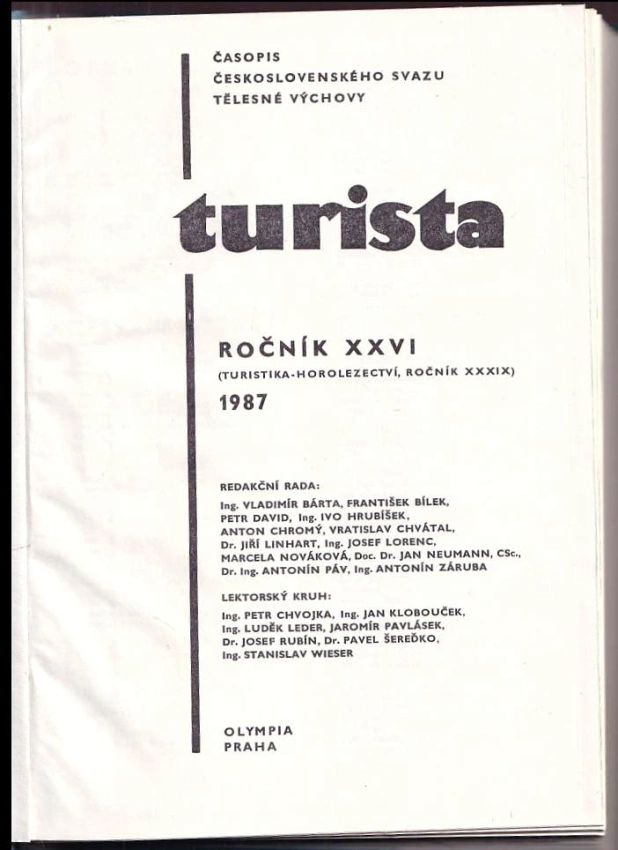 ČASOPIS
ČESKOSLOVENSKÉHO SVAZU
TĚLESNÉ VÝCHOVY
turista
ROČNÍK XXVI
(TURISTIKA-HOROLEZECTVÍ, ROČNÍK XXXIX)
1987
REDAKČNÍ RADA:
Ing. VLADIMÍR BÁRTA, FRANTIŠEK BÍLEK,
PETR DAVID, Ing. IVO HRUBÍŠEK,
ANTON CHROMÝ, VRATISLAV CHVÁTAL,
Dr. JIŘÍ LINHART, Ing. JOSEF LORENC,
MARCELA NOVÁKOVÁ, Doc. Dr. JAN NEUMANN, CSc.,
Dr. Ing. ANTONÍN PÁV, Ing. ANTONÍN ZÁRUBA
LEKTORSKÝ KRUH:
Ing. PETR CHVOJKA, Ing. JAN KLOBOUČEK,
Ing. LUDĚK LEDER, JAROMÍR PAVLÁSEK,
Dr. JOSEF RUBÍN, Dr. PAVEL ŠEREĎKO,
Ing. STANISLAV WIESER
OLYMPIA
PRAHA